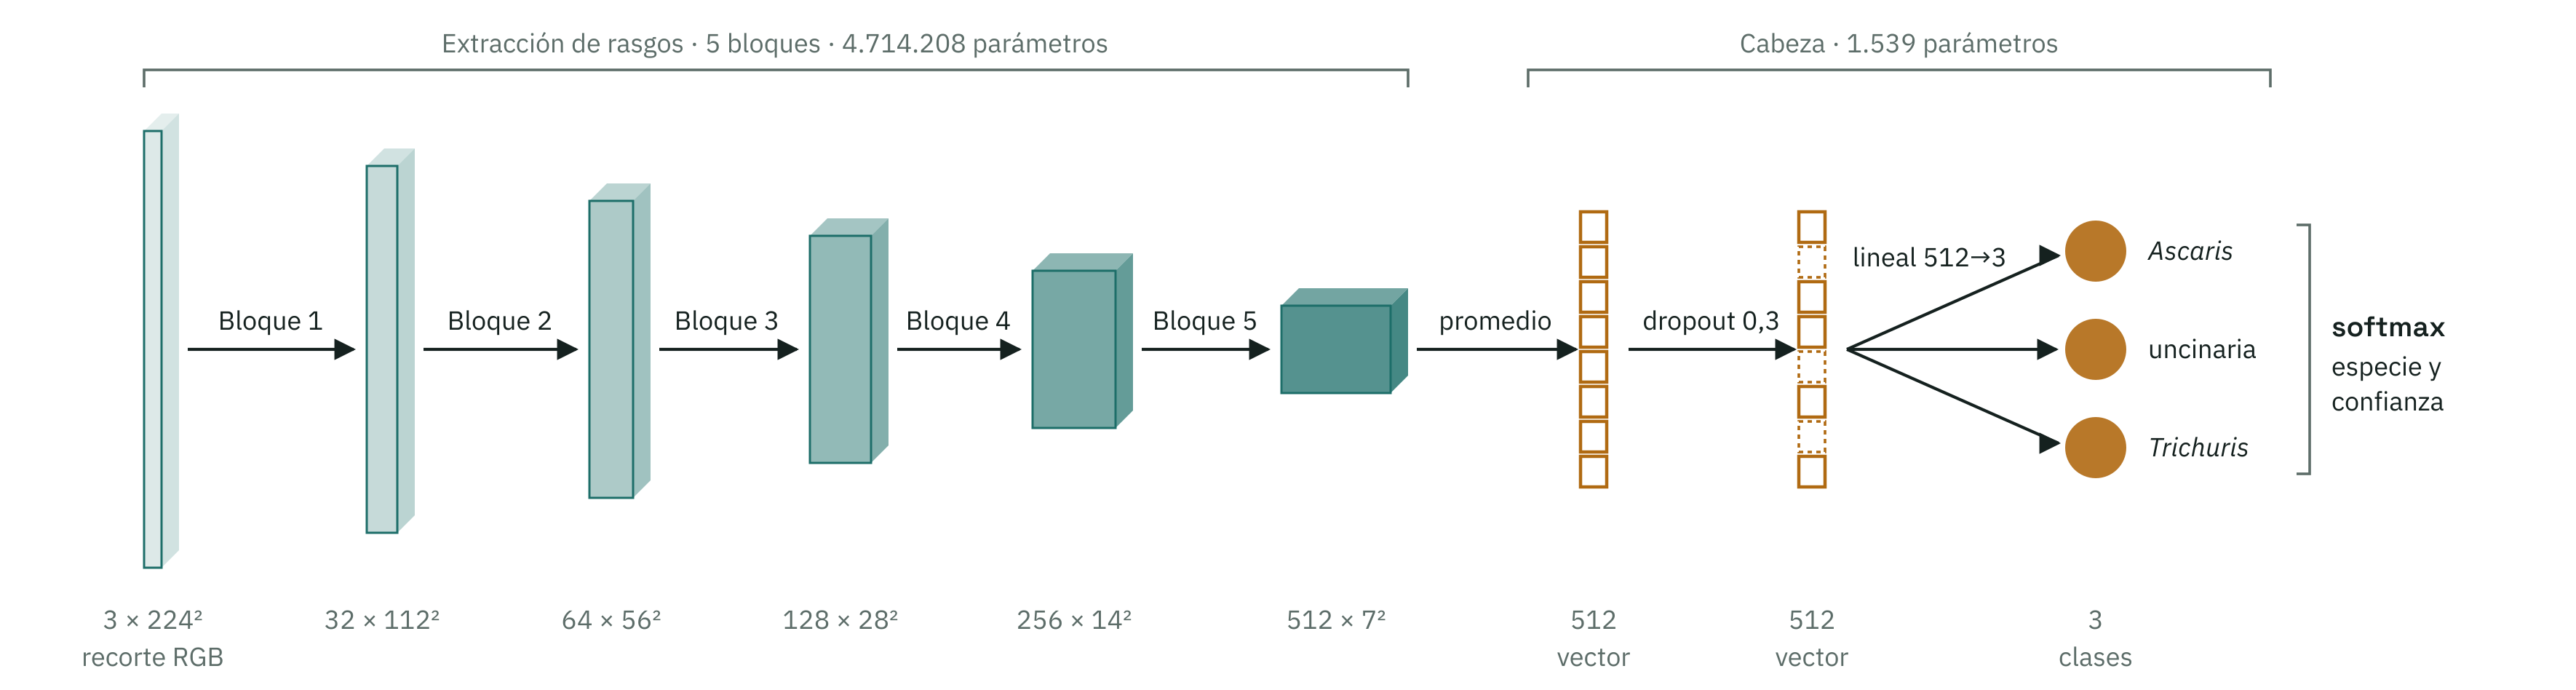 Extracción de rasgos · 5 bloques · 4.714.208 parámetros
Cabeza · 1.539 parámetros
Bloque 1
Bloque 2
Bloque 3
Bloque 4
Bloque 5
promedio
dropout 0,3
lineal 512→3
Ascaris
uncinaria
Trichuris
softmax
especie y
confianza
3 × 224²
recorte RGB
32 × 112²
64 × 56²
128 × 28²
256 × 14²
512 × 7²
512
vector
512
vector
3
clases